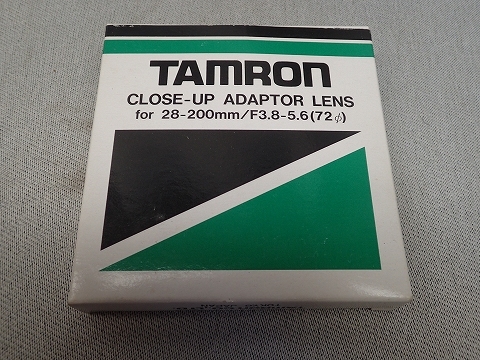 TAMRON
CLOSE-UP ADAPTOR LENS
for 28-200mm/F3.8-5.6(72φ)